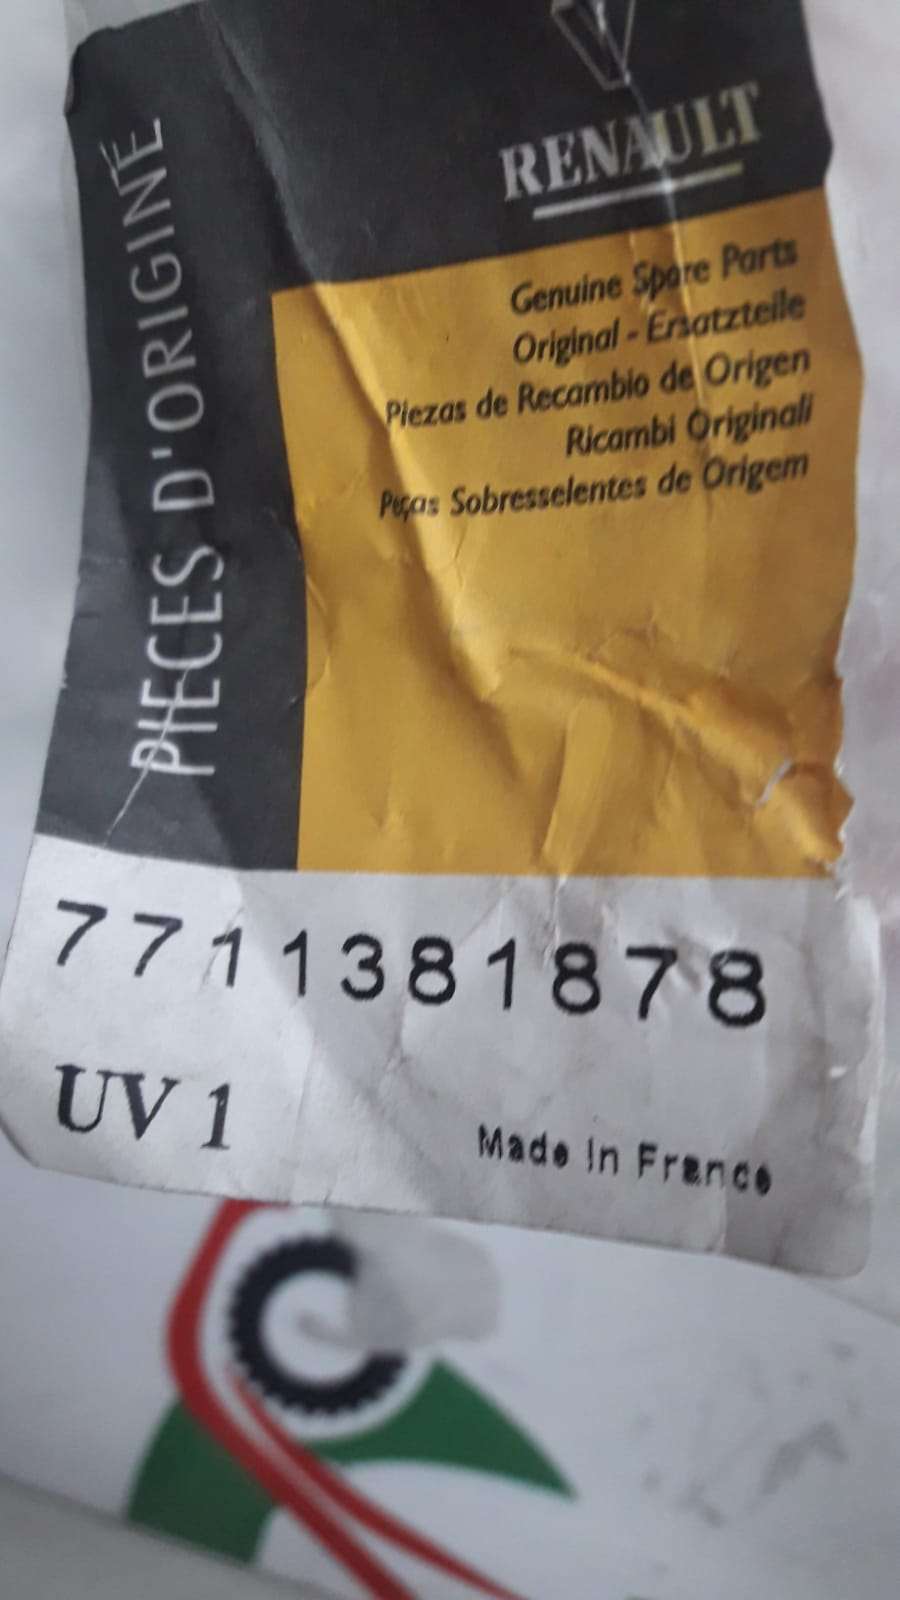 RENAULT
PIECES D'ORIGINE
Genuine Spare Parts
Original - Ersatzteile
Piezas de Recambio de Origen
Ricambi Originali
Peças Sobresselentes de Origem
7711381878
UV 1
Made In France